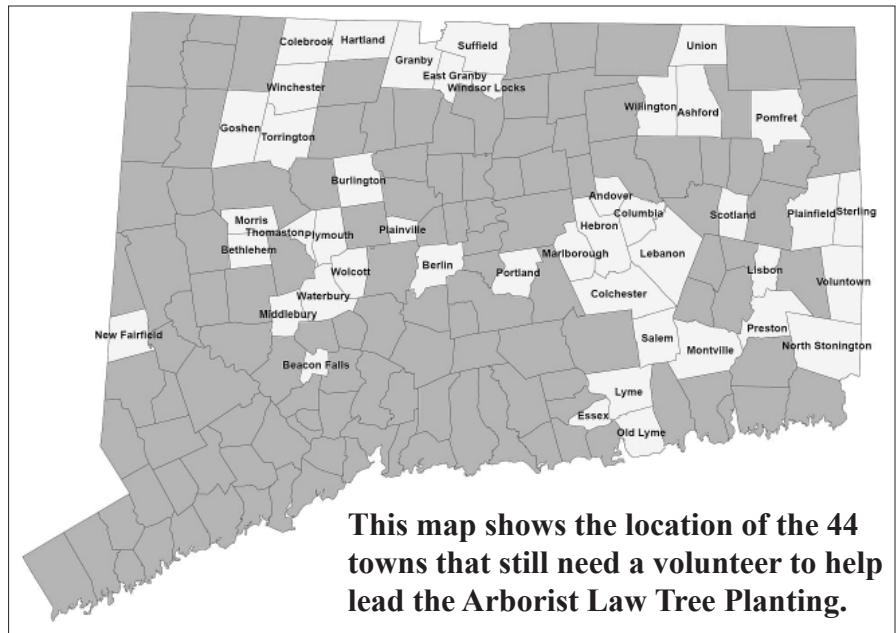 Colebrook
Hartland
Suffield
Union
Granby
East Granby
Winchester
Windsor Locks
Willington
Ashford
Pomfret
Goshen
Torrington
Burlington
Andover
Morris
Columbia
Scotland
Plainfield
Sterling
Thomaston
Plymouth
Plainville
Hebron
Bethlehem
Marlborough
Lebanon
Berlin
Wolcott
Portland
Lisbon
Voluntown
Waterbury
Colchester
Middlebury
New Fairfield
Preston
Salem
Montville
North Stonington
Beacon Falls
Lyme
Essex
Old Lyme
This map shows the location of the 44
towns that still need a volunteer to help
lead the Arborist Law Tree Planting.